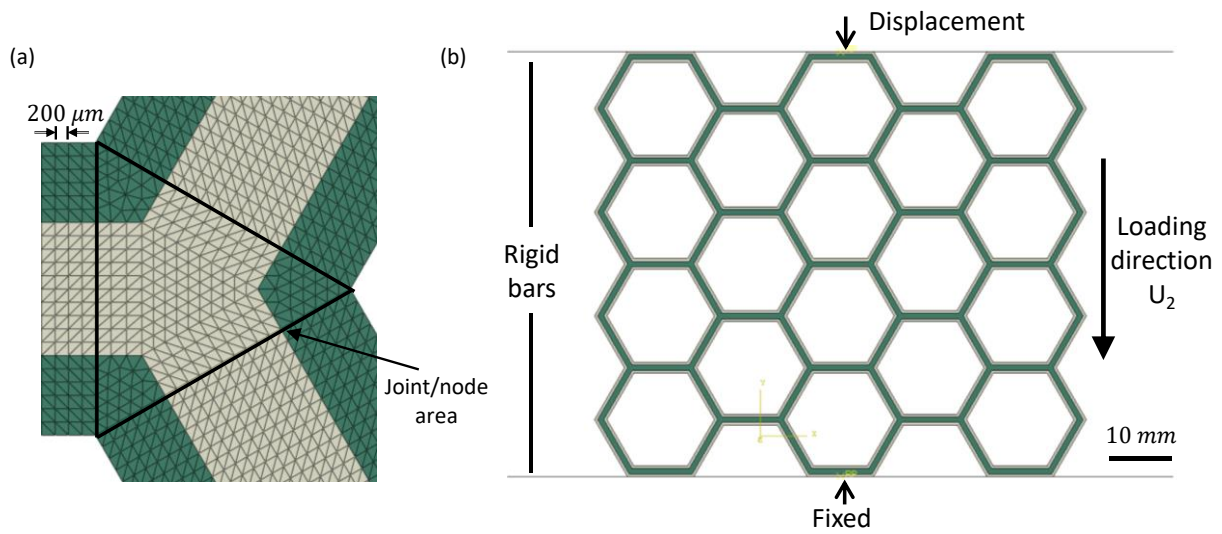 (a)
200 μm
Joint/node
area
(b)
Displacement
Rigid
bars
Loading
direction
U₂
10 mm
Fixed